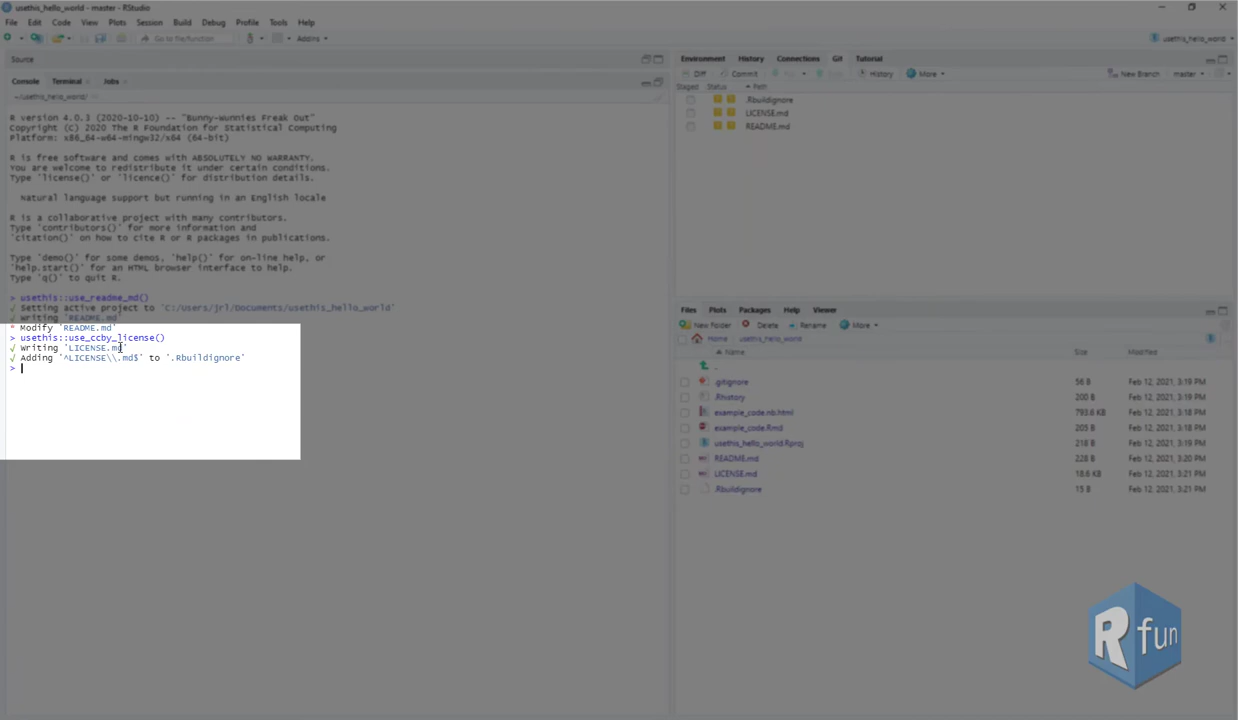 usethis_hello_world - master - RStudio
File Edit Code View Plots Session Build Debug Profile Tools Help
Go to file/function Addins usethis_hello_world
Source
Console Terminal Jobs
~/usethis_hello_world/
R version 4.0.3 (2020-10-10) -- "Bunny-Wunnies Freak Out"
Copyright (C) 2020 The R Foundation for Statistical Computing
Platform: x86_64-w64-mingw32/x64 (64-bit)
R is free software and comes with ABSOLUTELY NO WARRANTY.
You are welcome to redistribute it under certain conditions.
Type 'license()' or 'licence()' for distribution details.
Natural language support but running in an English locale
R is a collaborative project with many contributors.
Type 'contributors()' for more information and
'citation()' on how to cite R or R packages in publications.
Type 'demo()' for some demos, 'help()' for on-line help, or
'help.start()' for an HTML browser interface to help.
Type 'q()' to quit R.
> usethis::use_readme_md()
√ Setting active project to 'C:/Users/jrl/Documents/usethis_hello_world'
√ Writing 'README.md'
* Modify 'README.md'
> usethis::use_ccby_license()
√ Writing 'LICENSE.md'
√ Adding '^LICENSE\\.md$' to '.Rbuildignore'
>
Environment History Connections Git Tutorial
Diff Commit History More New Branch master
Staged Status Path
.Rbuildignore
LICENSE.md
README.md
Files Plots Packages Help Viewer
New Folder Delete Rename More
Home usethis_hello_world
Name Size Modified
..
.gitignore 56 B Feb 12, 2021, 3:19 PM
.Rhistory 200 B Feb 12, 2021, 3:19 PM
example_code.nb.html 793.6 KB Feb 12, 2021, 3:18 PM
example_code.Rmd 205 B Feb 12, 2021, 3:18 PM
usethis_hello_world.Rproj 218 B Feb 12, 2021, 3:19 PM
README.md 228 B Feb 12, 2021, 3:20 PM
LICENSE.md 18.6 KB Feb 12, 2021, 3:21 PM
.Rbuildignore 15 B Feb 12, 2021, 3:21 PM
R fun